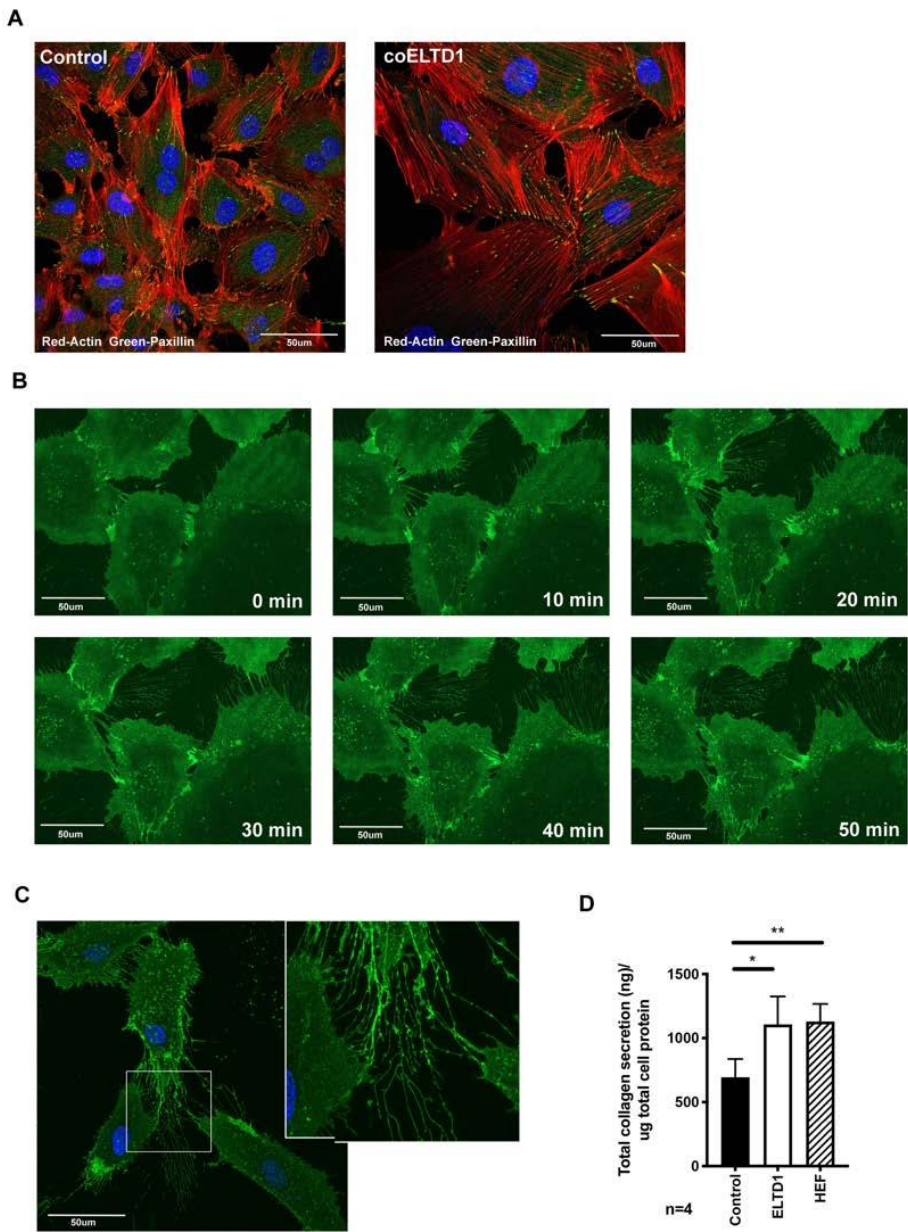 A
Control
coELTD1
Red-Actin Green-Paxillin
50um
Red-Actin Green-Paxillin
50um
B
50um
0 min
50um
10 min
50um
20 min
50um
30 min
50um
40 min
50um
50 min
C
50um
D
**
*
Total collagen secretion (ng)/
ug total cell protein
1500
1000
500
0
Control
ELTD1
HEF
n=4